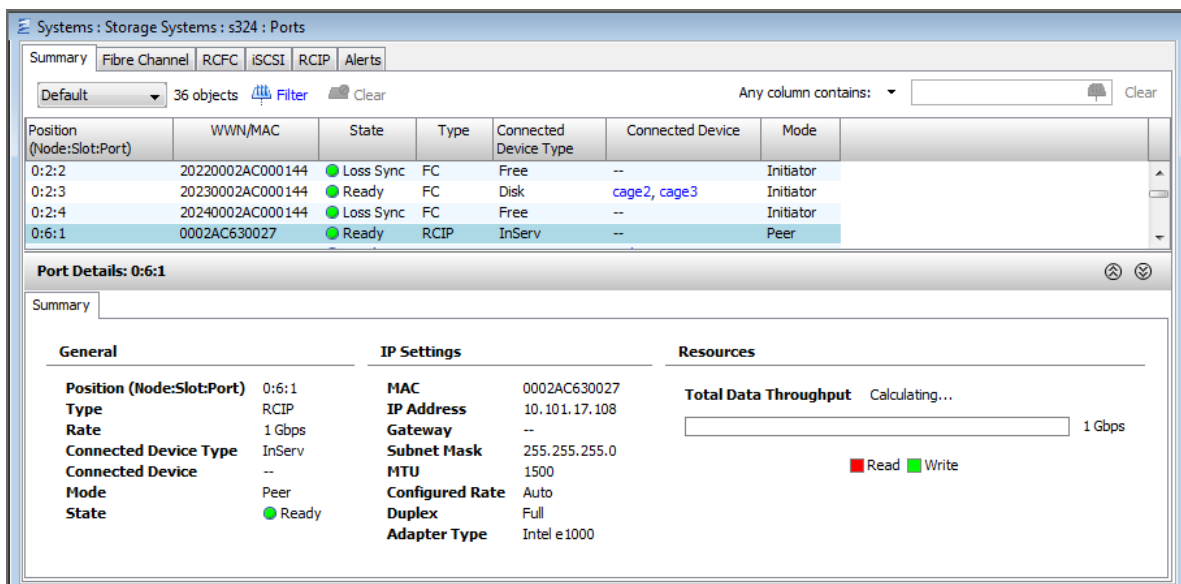 Systems : Storage Systems : s324 : Ports
Summary Fibre Channel RCFC iSCSI RCIP Alerts
Default 36 objects Filter Clear Any column contains: Clear
Position (Node:Slot:Port) WWN/MAC State Type Connected Device Type Connected Device Mode
0:2:2 20220002AC000144 Loss Sync FC Free -- Initiator
0:2:3 20230002AC000144 Ready FC Disk cage2, cage3 Initiator
0:2:4 20240002AC000144 Loss Sync FC Free -- Initiator
0:6:1 0002AC630027 Ready RCIP InServ -- Peer
Port Details: 0:6:1
Summary
General
Position (Node:Slot:Port) 0:6:1
Type RCIP
Rate 1 Gbps
Connected Device Type InServ
Connected Device --
Mode Peer
State Ready
IP Settings
MAC 0002AC630027
IP Address 10.101.17.108
Gateway --
Subnet Mask 255.255.255.0
MTU 1500
Configured Rate Auto
Duplex Full
Adapter Type Intel e1000
Resources
Total Data Throughput Calculating...
1 Gbps
Read Write